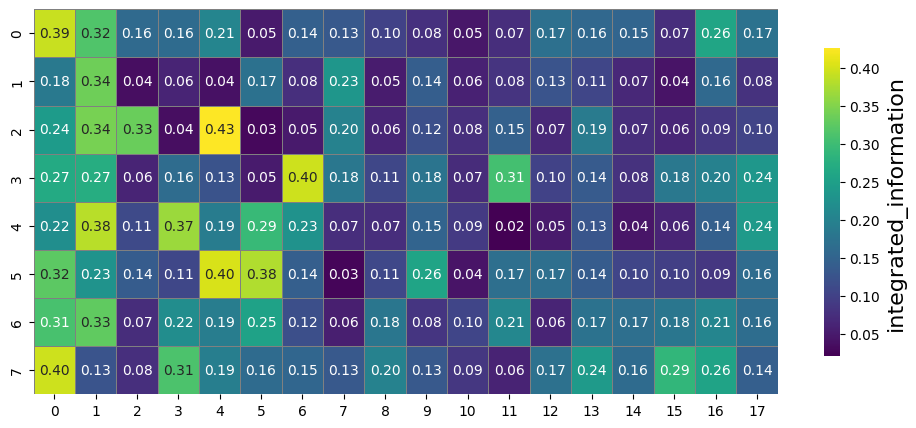 0 0.39 0.32 0.16 0.16 0.21 0.05 0.14 0.13 0.10 0.08 0.05 0.07 0.17 0.16 0.15 0.07 0.26 0.17
1 0.18 0.34 0.04 0.06 0.04 0.17 0.08 0.23 0.05 0.14 0.06 0.08 0.13 0.11 0.07 0.04 0.16 0.08
2 0.24 0.34 0.33 0.04 0.43 0.03 0.05 0.20 0.06 0.12 0.08 0.15 0.07 0.19 0.07 0.06 0.09 0.10
3 0.27 0.27 0.06 0.16 0.13 0.05 0.40 0.18 0.11 0.18 0.07 0.31 0.10 0.14 0.08 0.18 0.20 0.24
4 0.22 0.38 0.11 0.37 0.19 0.29 0.23 0.07 0.07 0.15 0.09 0.02 0.05 0.13 0.04 0.06 0.14 0.24
5 0.32 0.23 0.14 0.11 0.40 0.38 0.14 0.03 0.11 0.26 0.04 0.17 0.17 0.14 0.10 0.10 0.09 0.16
6 0.31 0.33 0.07 0.22 0.19 0.25 0.12 0.06 0.18 0.08 0.10 0.21 0.06 0.17 0.17 0.18 0.21 0.16
7 0.40 0.13 0.08 0.31 0.19 0.16 0.15 0.13 0.20 0.13 0.09 0.06 0.17 0.24 0.16 0.29 0.26 0.14
0 1 2 3 4 5 6 7 8 9 10 11 12 13 14 15 16 17
0.40
0.35
0.30
0.25
0.20
0.15
0.10
0.05
integrated_information